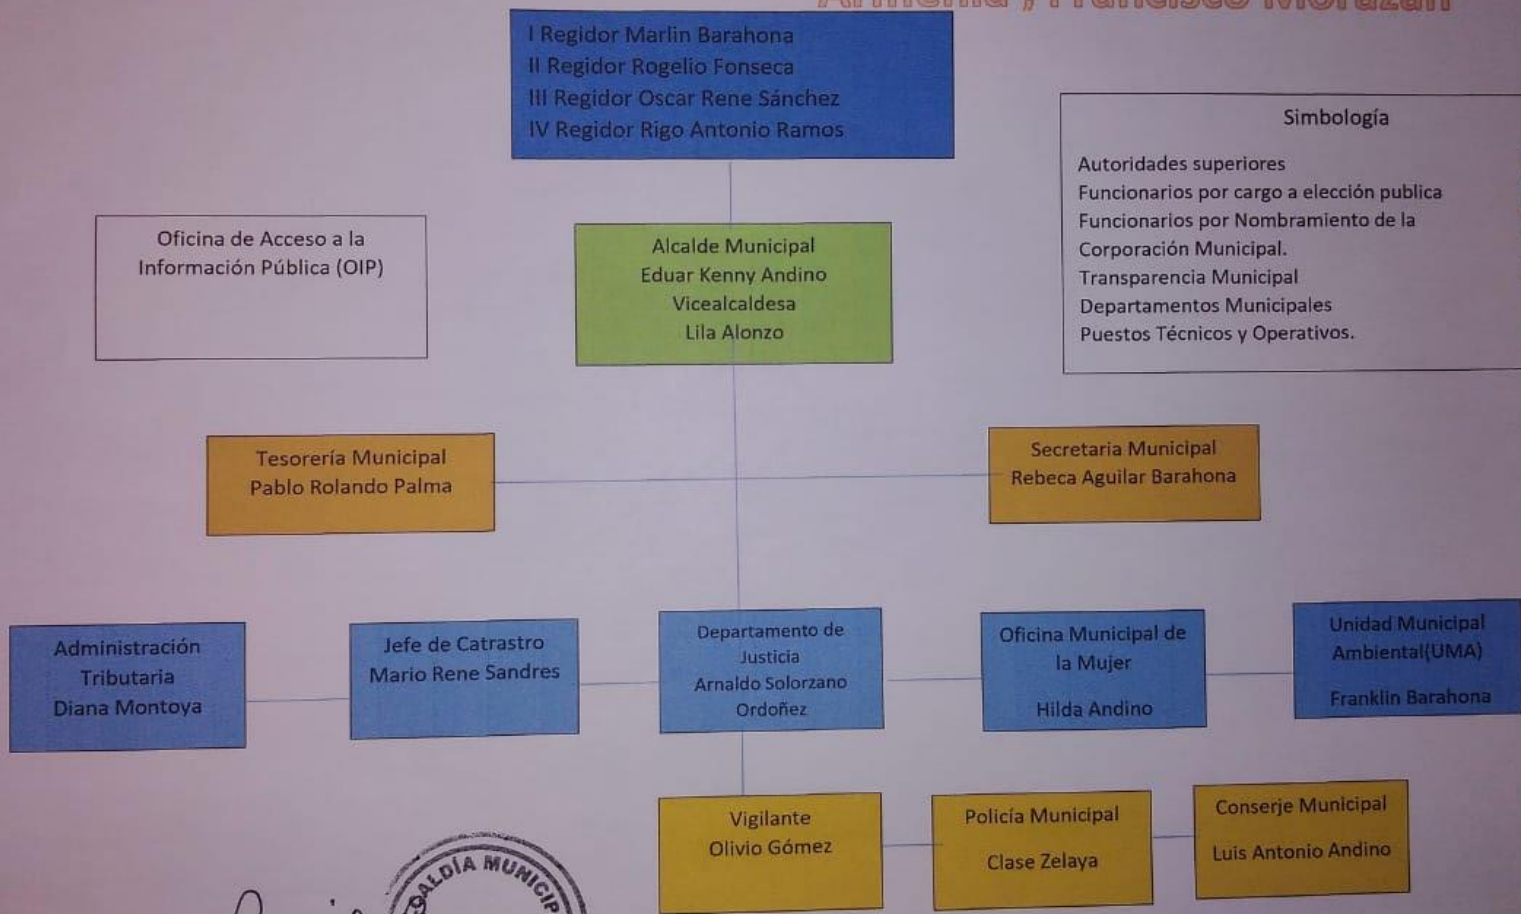 Armenia , Francisco Morazán
I Regidor Marlin Barahona
II Regidor Rogelio Fonseca
III Regidor Oscar Rene Sánchez
IV Regidor Rigo Antonio Ramos
Simbología
Autoridades superiores
Funcionarios por cargo a elección publica
Funcionarios por Nombramiento de la
Corporación Municipal.
Transparencia Municipal
Departamentos Municipales
Puestos Técnicos y Operativos.
Oficina de Acceso a la
Información Pública (OIP)
Alcalde Municipal
Eduar Kenny Andino
Vicealcaldesa
Lila Alonzo
Tesorería Municipal
Pablo Rolando Palma
Secretaria Municipal
Rebeca Aguilar Barahona
Administración
Tributaria
Diana Montoya
Jefe de Catrastro
Mario Rene Sandres
Departamento de
Justicia
Arnaldo Solorzano
Ordoñez
Oficina Municipal de
la Mujer
Hilda Andino
Unidad Municipal
Ambiental(UMA)
Franklin Barahona
Vigilante
Olivio Gómez
Policía Municipal
Clase Zelaya
Conserje Municipal
Luis Antonio Andino